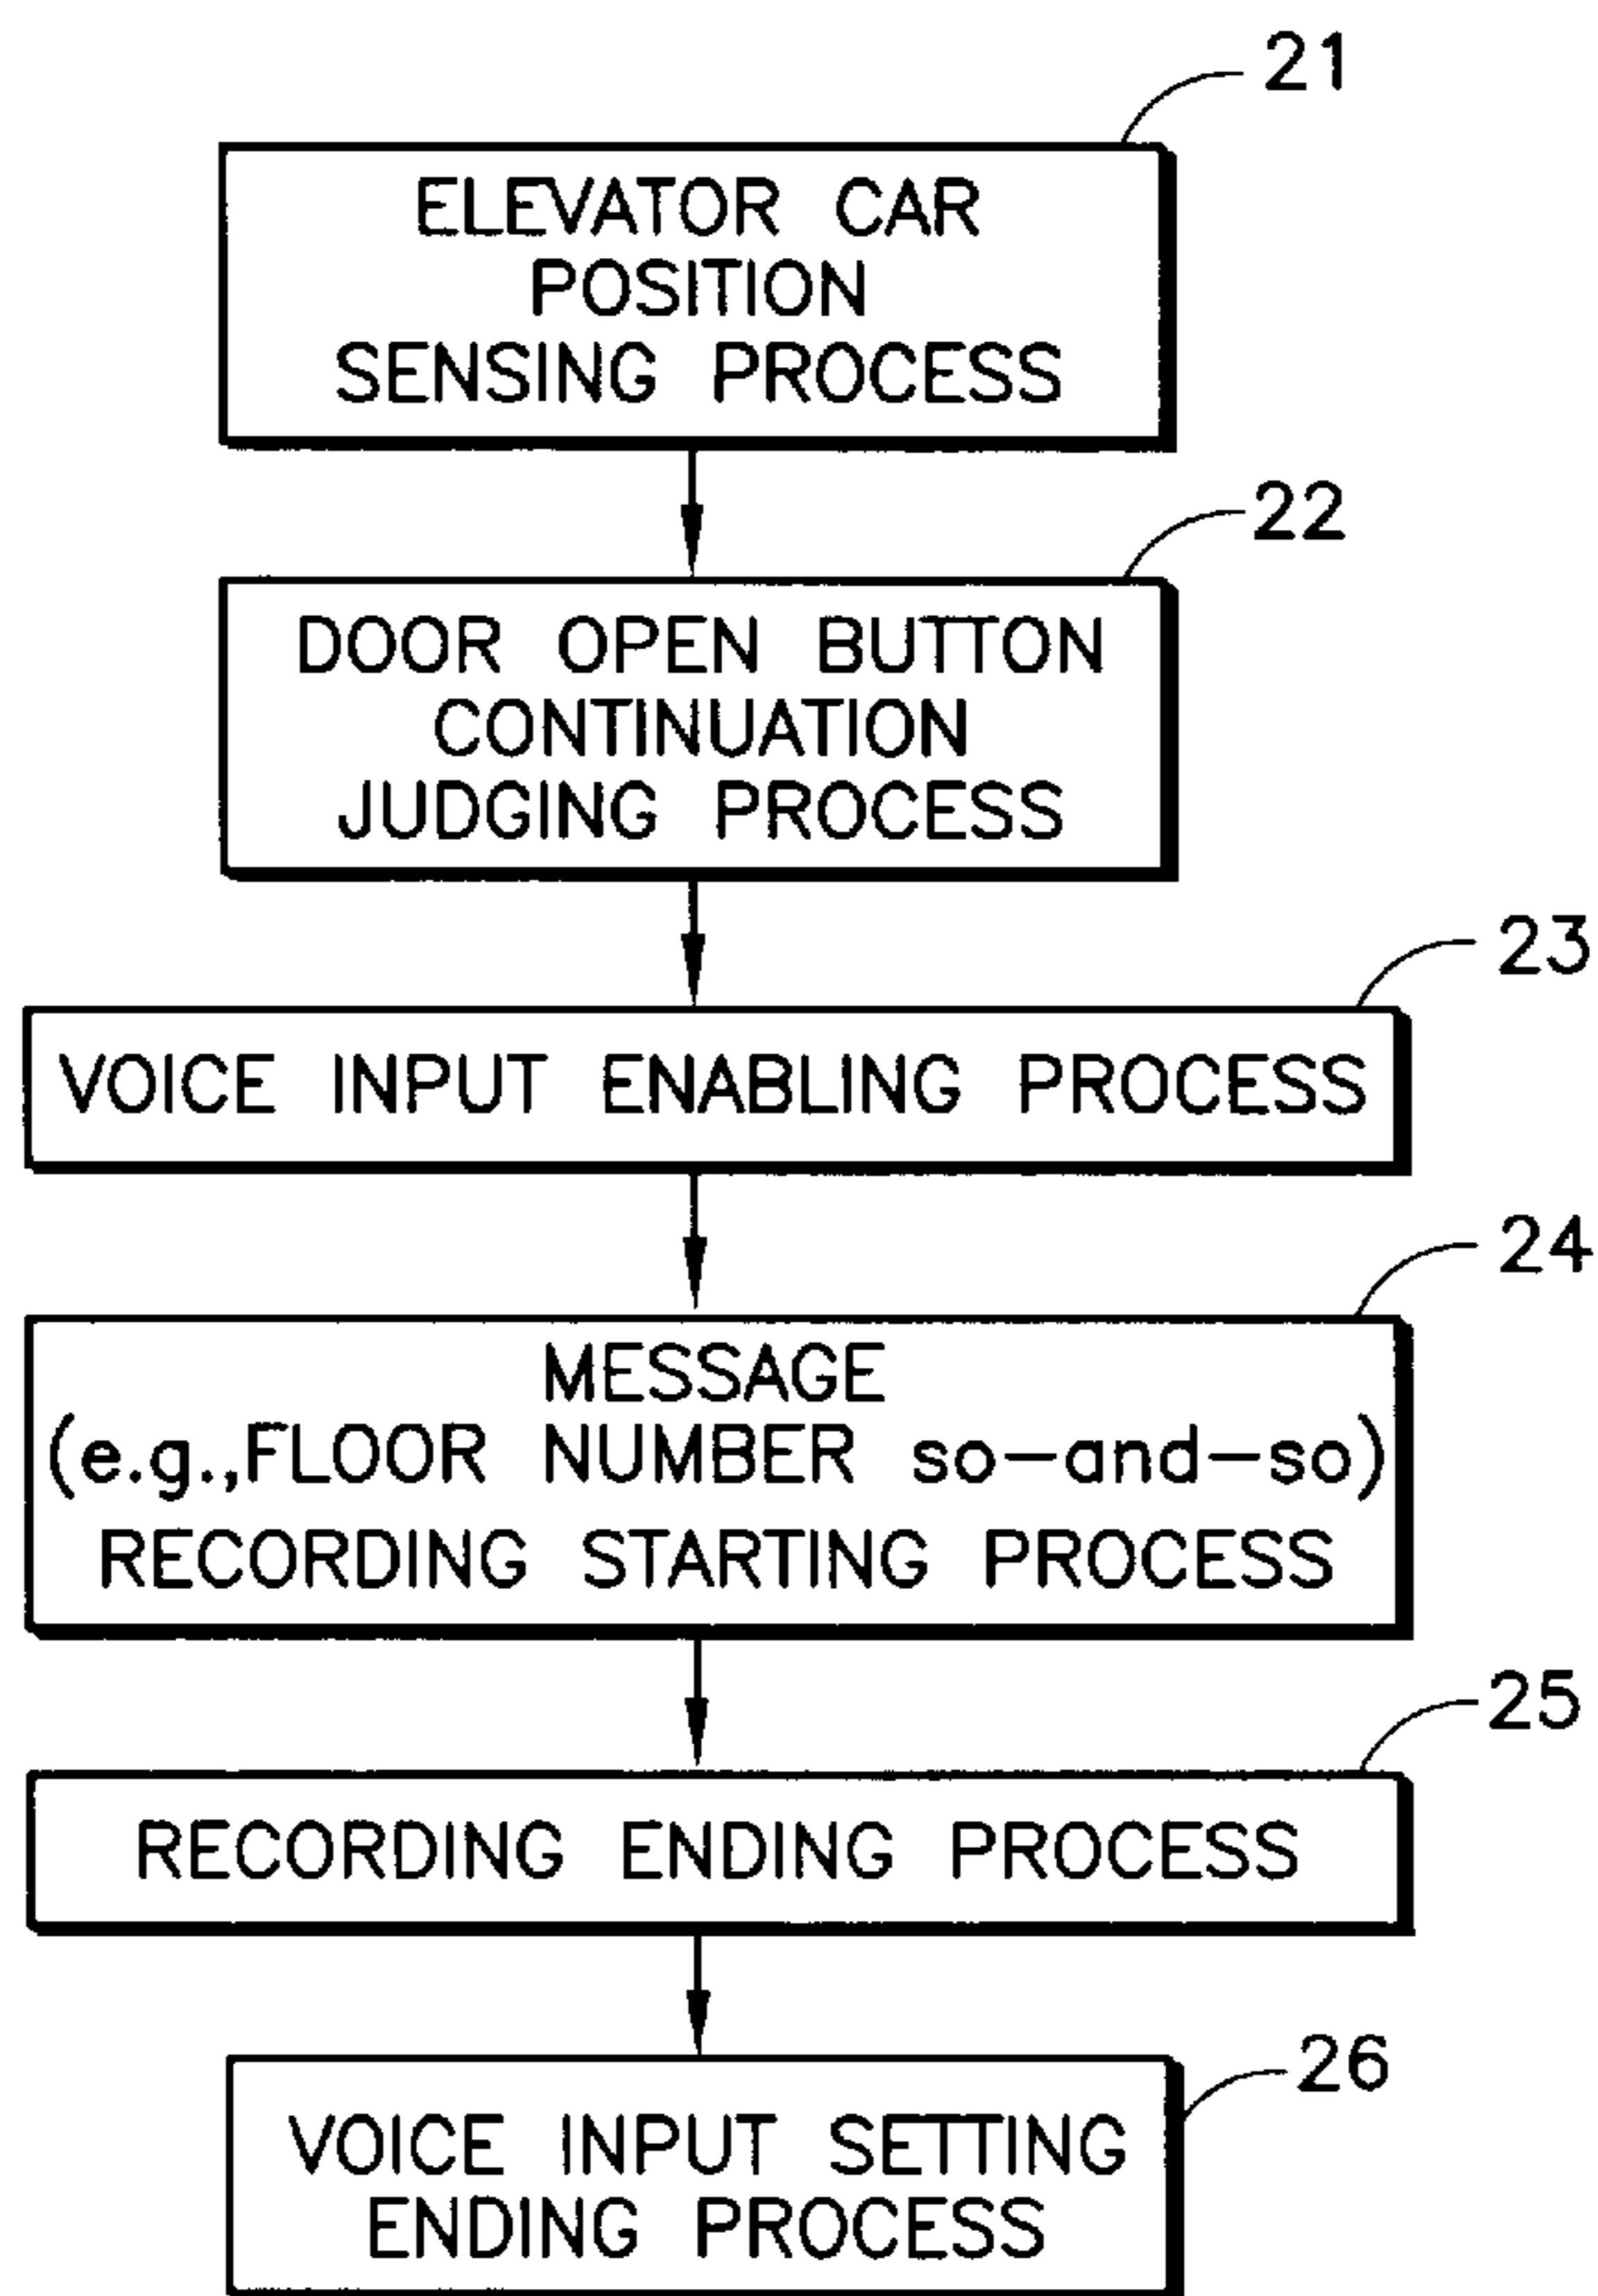 21
ELEVATOR CAR
POSITION
SENSING PROCESS
22
DOOR OPEN BUTTON
CONTINUATION
JUDGING PROCESS
23
VOICE INPUT ENABLING PROCESS
24
MESSAGE
(e.g.,FLOOR NUMBER so-and-so)
RECORDING STARTING PROCESS
25
RECORDING ENDING PROCESS
26
VOICE INPUT SETTING
ENDING PROCESS